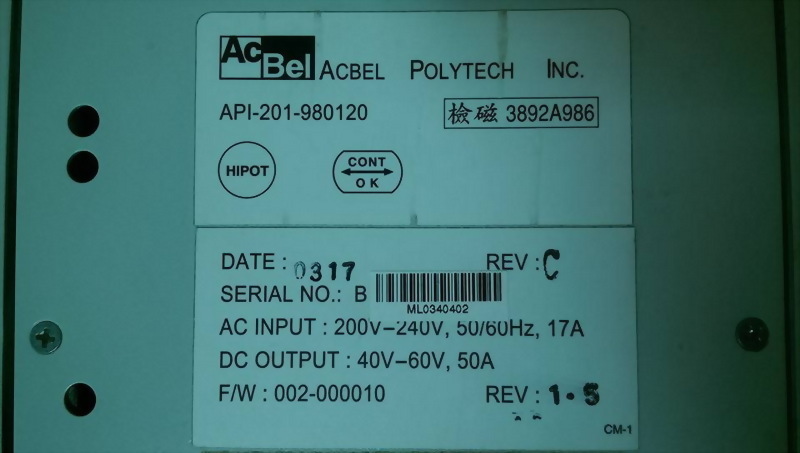 AcBel ACBEL POLYTECH INC.
API-201-980120 檢磁 3892A986
HIPOT CONT
OK
DATE : 0317 REV : C
SERIAL NO.: B
ML0340402
AC INPUT : 200V–240V, 50/60Hz, 17A
DC OUTPUT : 40V–60V, 50A
F/W : 002-000010 REV : 1.5
CM-1